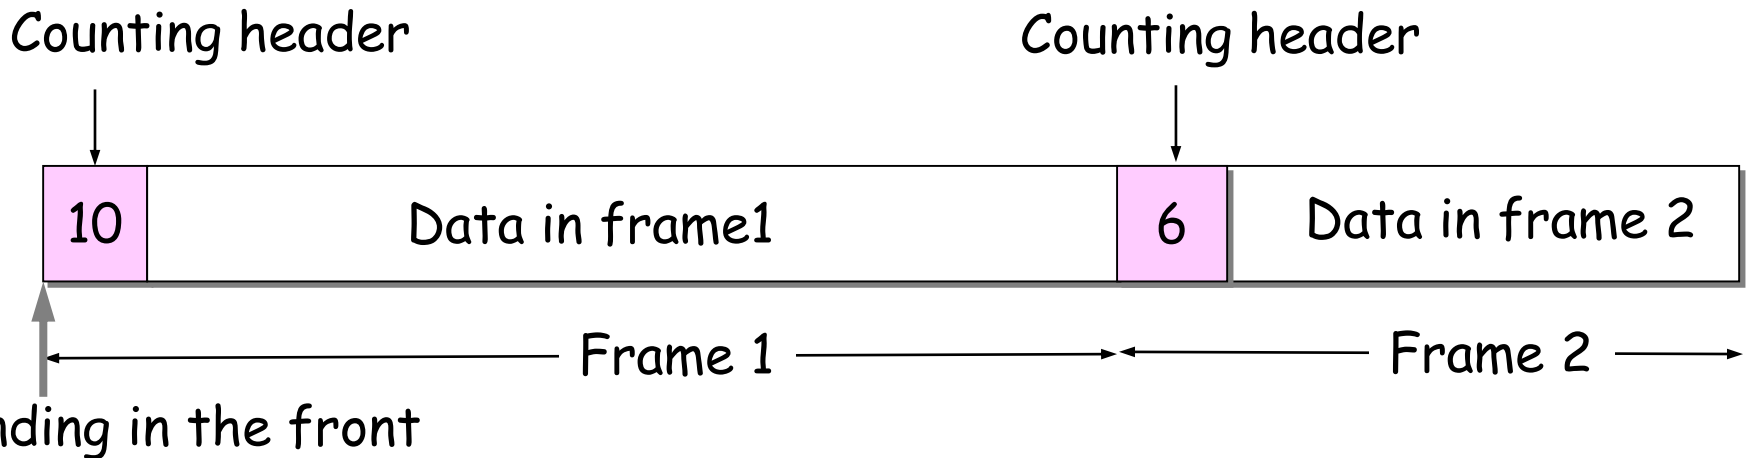 Counting header
Counting header
10
Data in frame1
6
Data in frame 2
Frame 1
Frame 2
in the front